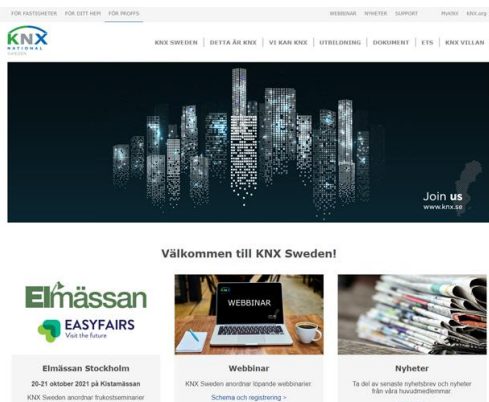 FÖR FASTIGHETER FÖR DITT HEM FÖR PROFFS WEBBINAR NYHETER SUPPORT MyKNX KNX.org
KNX
NATIONAL
SWEDEN
KNX SWEDEN | DETTA ÄR KNX | VI KAN KNX | UTBILDNING | DOKUMENT | ETS | KNX VILLAN
Join us
www.knx.se
Välkommen till KNX Sweden!
Elmässan
EASYFAIRS
Visit the future
WEBBINAR
Elmässan Stockholm
20-21 oktober 2021 på Kistamässan
KNX Sweden anordnar frukostseminarier
Webbinar
KNX Sweden anordnar löpande webbinarier.
Schema och registrering >
Nyheter
Ta del av senaste nyhetsbrev och nyheter
från våra huvudmedlemmar.